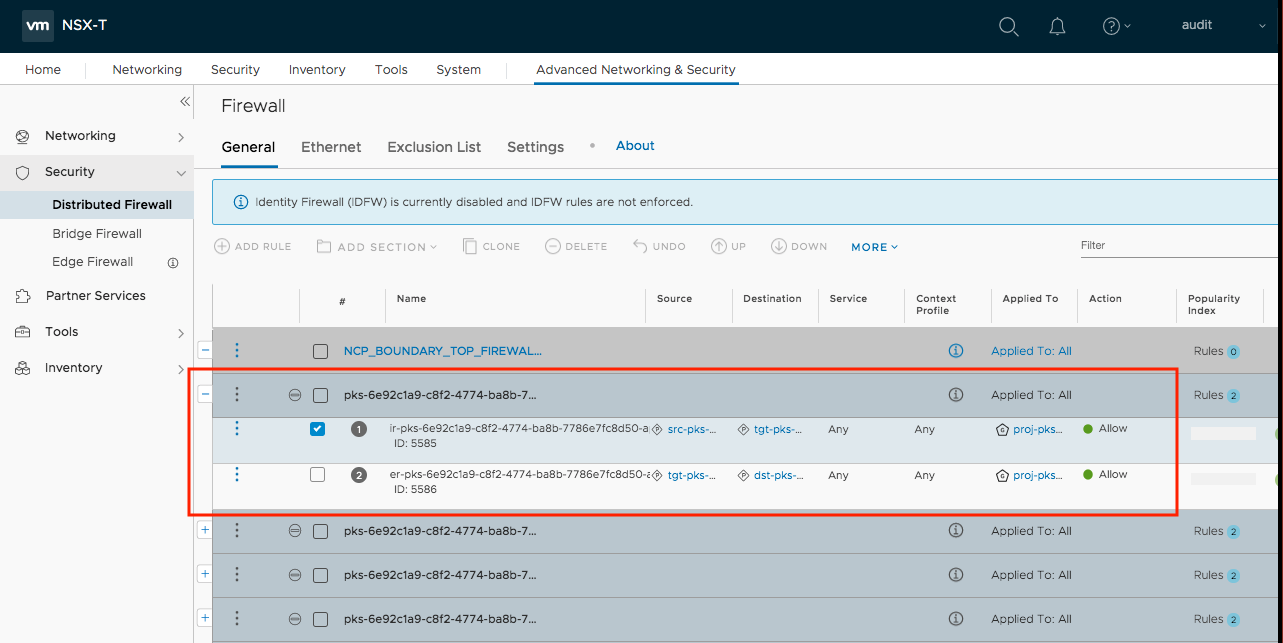 vm NSX-T audit
Home Networking Security Inventory Tools System Advanced Networking & Security
Networking
Security
Distributed Firewall
Bridge Firewall
Edge Firewall
Partner Services
Tools
Inventory
Firewall
General Ethernet Exclusion List Settings • About
Identity Firewall (IDFW) is currently disabled and IDFW rules are not enforced.
ADD RULE ADD SECTION CLONE DELETE UNDO UP DOWN MORE Filter
# Name Source Destination Service Context Profile Applied To Action Popularity Index
NCP_BOUNDARY_TOP_FIREWAL... Applied To: All Rules 0
pks-6e92c1a9-c8f2-4774-ba8b-7... Applied To: All Rules 2
1 ir-pks-6e92c1a9-c8f2-4774-ba8b-7786e7fc8d50-a src-pks-... tgt-pks-... Any Any proj-pks... Allow
ID: 5585
2 er-pks-6e92c1a9-c8f2-4774-ba8b-7786e7fc8d50- tgt-pks-... dst-pks-... Any Any proj-pks... Allow
ID: 5586
pks-6e92c1a9-c8f2-4774-ba8b-7... Applied To: All Rules 2
pks-6e92c1a9-c8f2-4774-ba8b-7... Applied To: All Rules 2
pks-6e92c1a9-c8f2-4774-ba8b-7... Applied To: All Rules 2